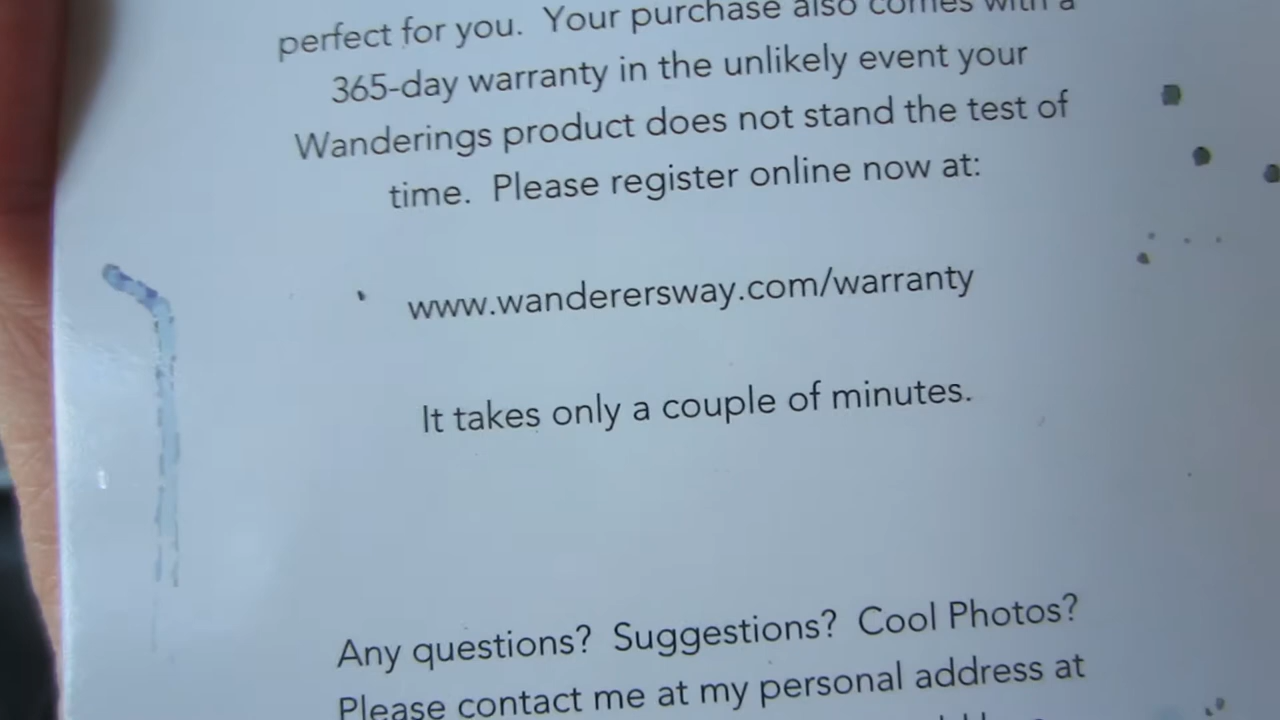 perfect for you. Your purchase also comes with a
365-day warranty in the unlikely event your
Wanderings product does not stand the test of
time. Please register online now at:
www.wanderersway.com/warranty
It takes only a couple of minutes.
Any questions? Suggestions? Cool Photos?
Please contact me at my personal address at